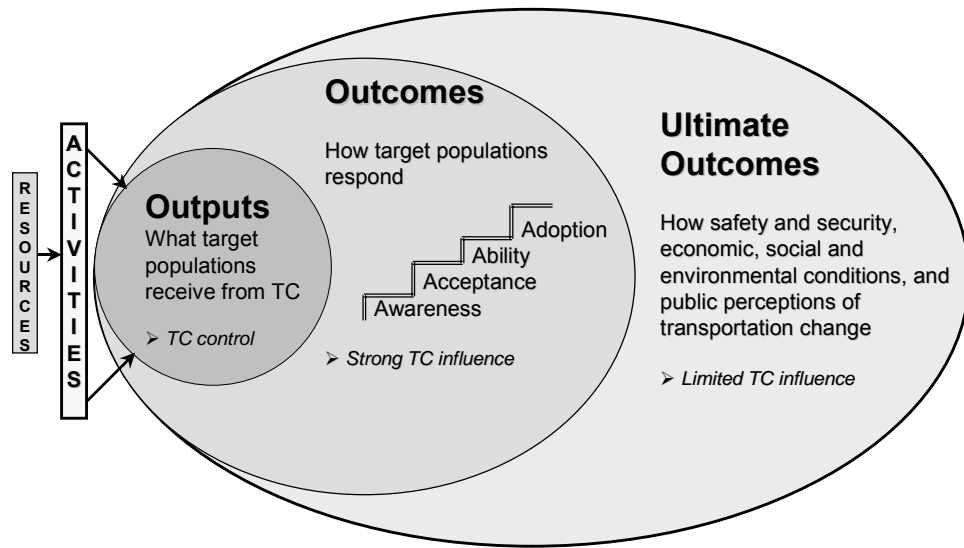 RESOURCES
ACTIVITIES
Outputs
What target
populations
receive from TC
➢ TC control
Outcomes
How target populations
respond
Adoption
Ability
Acceptance
Awareness
➢ Strong TC influence
Ultimate
Outcomes
How safety and security,
economic, social and
environmental conditions, and
public perceptions of
transportation change
➢ Limited TC influence